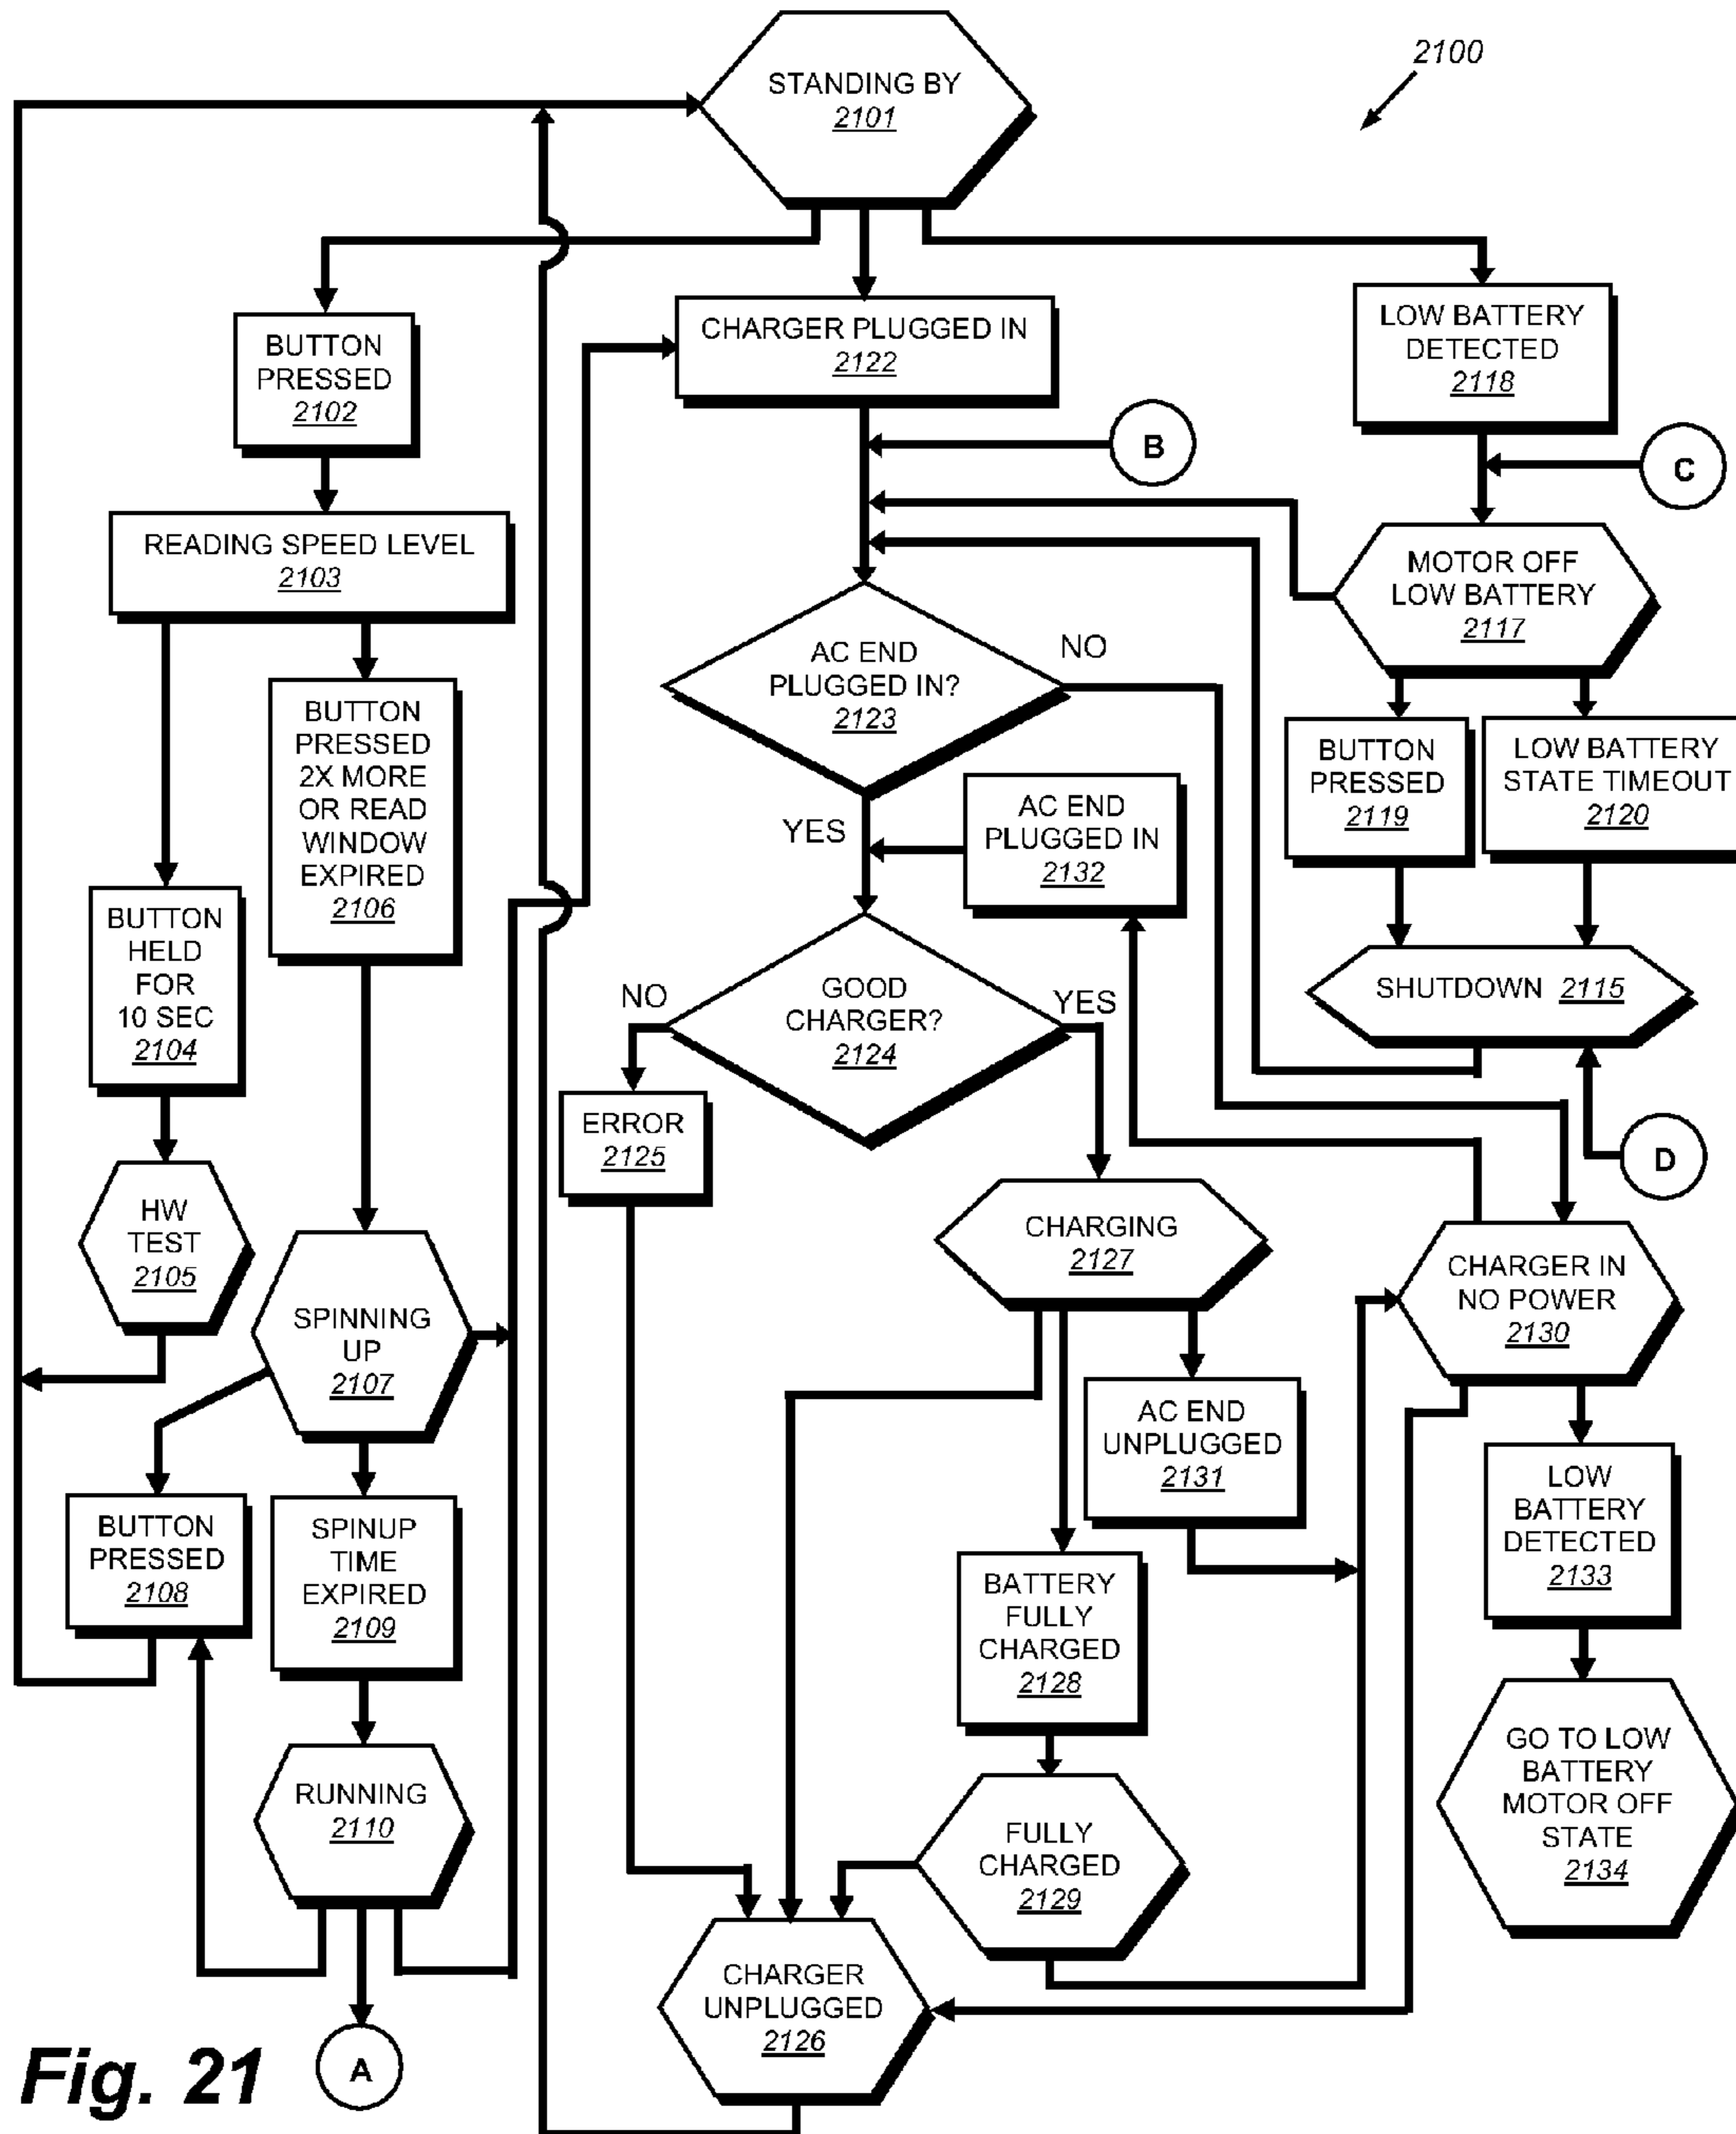 2100
STANDING BY
2101
BUTTON
PRESSED
2102
CHARGER PLUGGED IN
2122
LOW BATTERY
DETECTED
2118
B
C
READING SPEED LEVEL
2103
MOTOR OFF
LOW BATTERY
2117
AC END
PLUGGED IN?
2123
NO
YES
BUTTON
PRESSED
2X MORE
OR READ
WINDOW
EXPIRED
2106
BUTTON
PRESSED
2119
LOW BATTERY
STATE TIMEOUT
2120
AC END
PLUGGED IN
2132
BUTTON
HELD
FOR
10 SEC
2104
GOOD
CHARGER?
2124
NO
YES
SHUTDOWN 2115
ERROR
2125
D
HW
TEST
2105
CHARGING
2127
CHARGER IN
NO POWER
2130
SPINNING
UP
2107
AC END
UNPLUGGED
2131
LOW
BATTERY
DETECTED
2133
BUTTON
PRESSED
2108
SPINUP
TIME
EXPIRED
2109
BATTERY
FULLY
CHARGED
2128
GO TO LOW
BATTERY
MOTOR OFF
STATE
2134
RUNNING
2110
FULLY
CHARGED
2129
CHARGER
UNPLUGGED
2126
A
Fig. 21